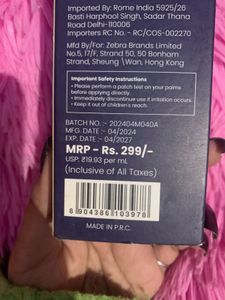 Imported By: Rome India 5925/26
Basti Harphool Singh, Sadar Thana
Road Delhi-110006
Importers RC No. - RC/COS-002270
Mfd By/For: Zebra Brands Limited
No.5, 17/F, Strand 50, 50 Bonham
Strand, Sheung \Wan, Hong Kong
Important Safety Instructions
• Perform a patch test on your palms
before applying directly.
• Immediately discontinue use if irritation occurs.
• Keep it out of children's reach.
BATCH NO :- 202404M040A
MFG. DATE :- 04/2024
EXP. DATE :- 04/2027
MRP - Rs. 299/-
USP: ₹19.93 per mL
(Inclusive of All Taxes)
8 904386 103978
MADE IN P.R.C.